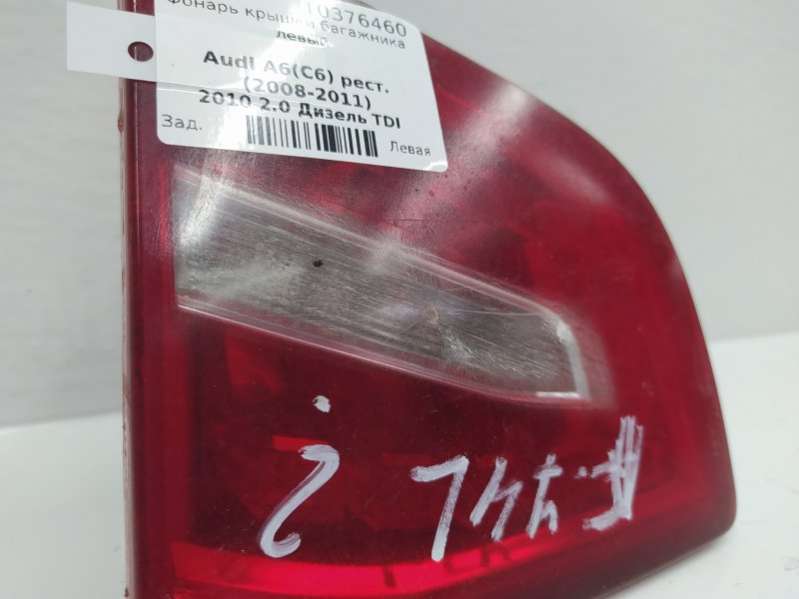 10376460
Фонарь крышки багажника
левый
Audi A6(C6) рест.
(2008-2011)
2010 2.0 Дизель TDI
Зад.
Левая